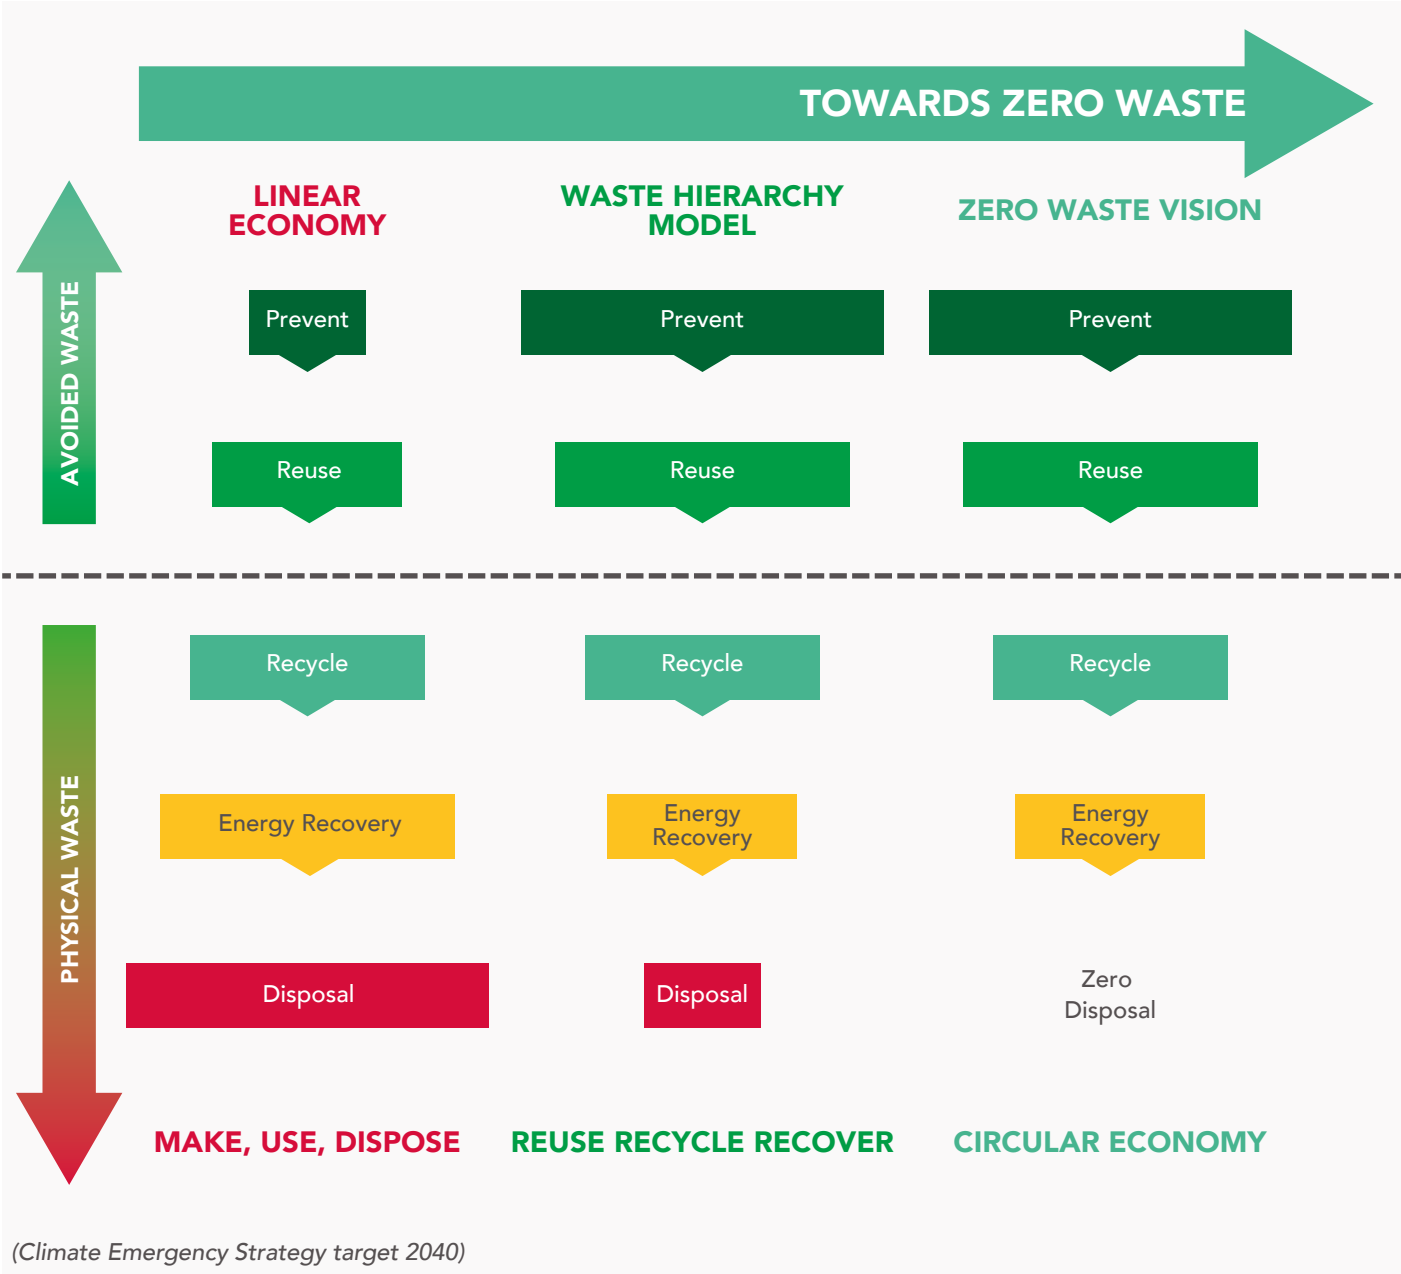 TOWARDS ZERO WASTE
LINEAR
ECONOMY
WASTE HIERARCHY
MODEL
ZERO WASTE VISION
AVOIDED WASTE
Prevent
Prevent
Prevent
Reuse
Reuse
Reuse
PHYSICAL WASTE
Recycle
Recycle
Recycle
Energy Recovery
Energy
Recovery
Energy
Recovery
Disposal
Disposal
Zero
Disposal
MAKE, USE, DISPOSE
REUSE RECYCLE RECOVER
CIRCULAR ECONOMY
(Climate Emergency Strategy target 2040)